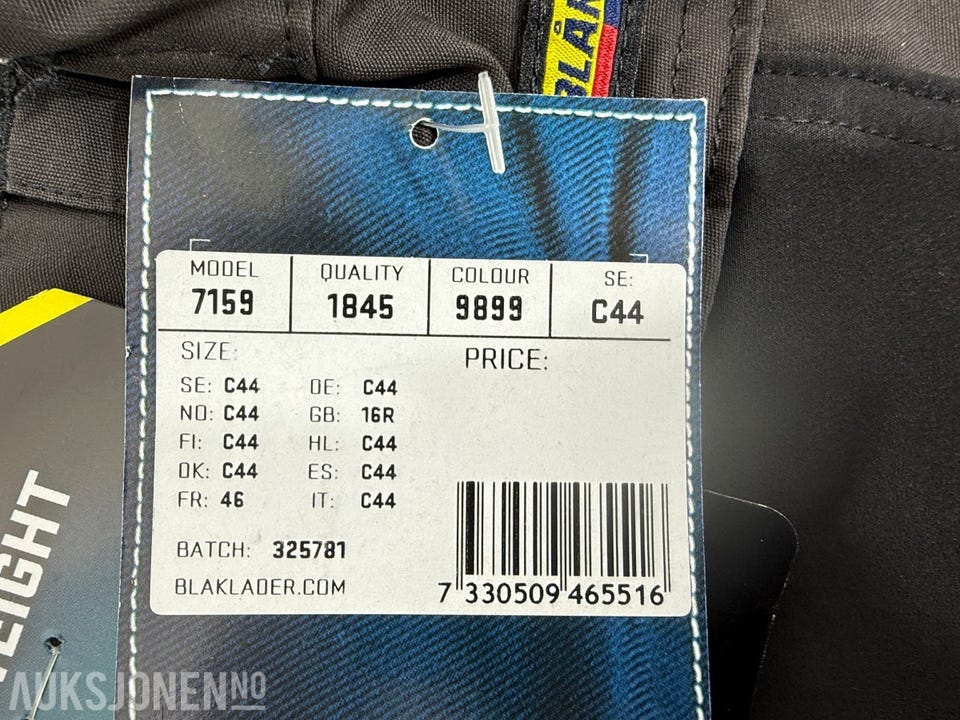 BLÅ
MODEL QUALITY COLOUR SE:
7159 1845 9899 C44
SIZE: PRICE:
SE: C44 DE: C44
NO: C44 GB: 16R
FI: C44 HL: C44
DK: C44 ES: C44
FR: 46 IT: C44
BATCH: 325781
BLAKLADER.COM
7 330509 465516
EIGHT
AUKSJONEN NO